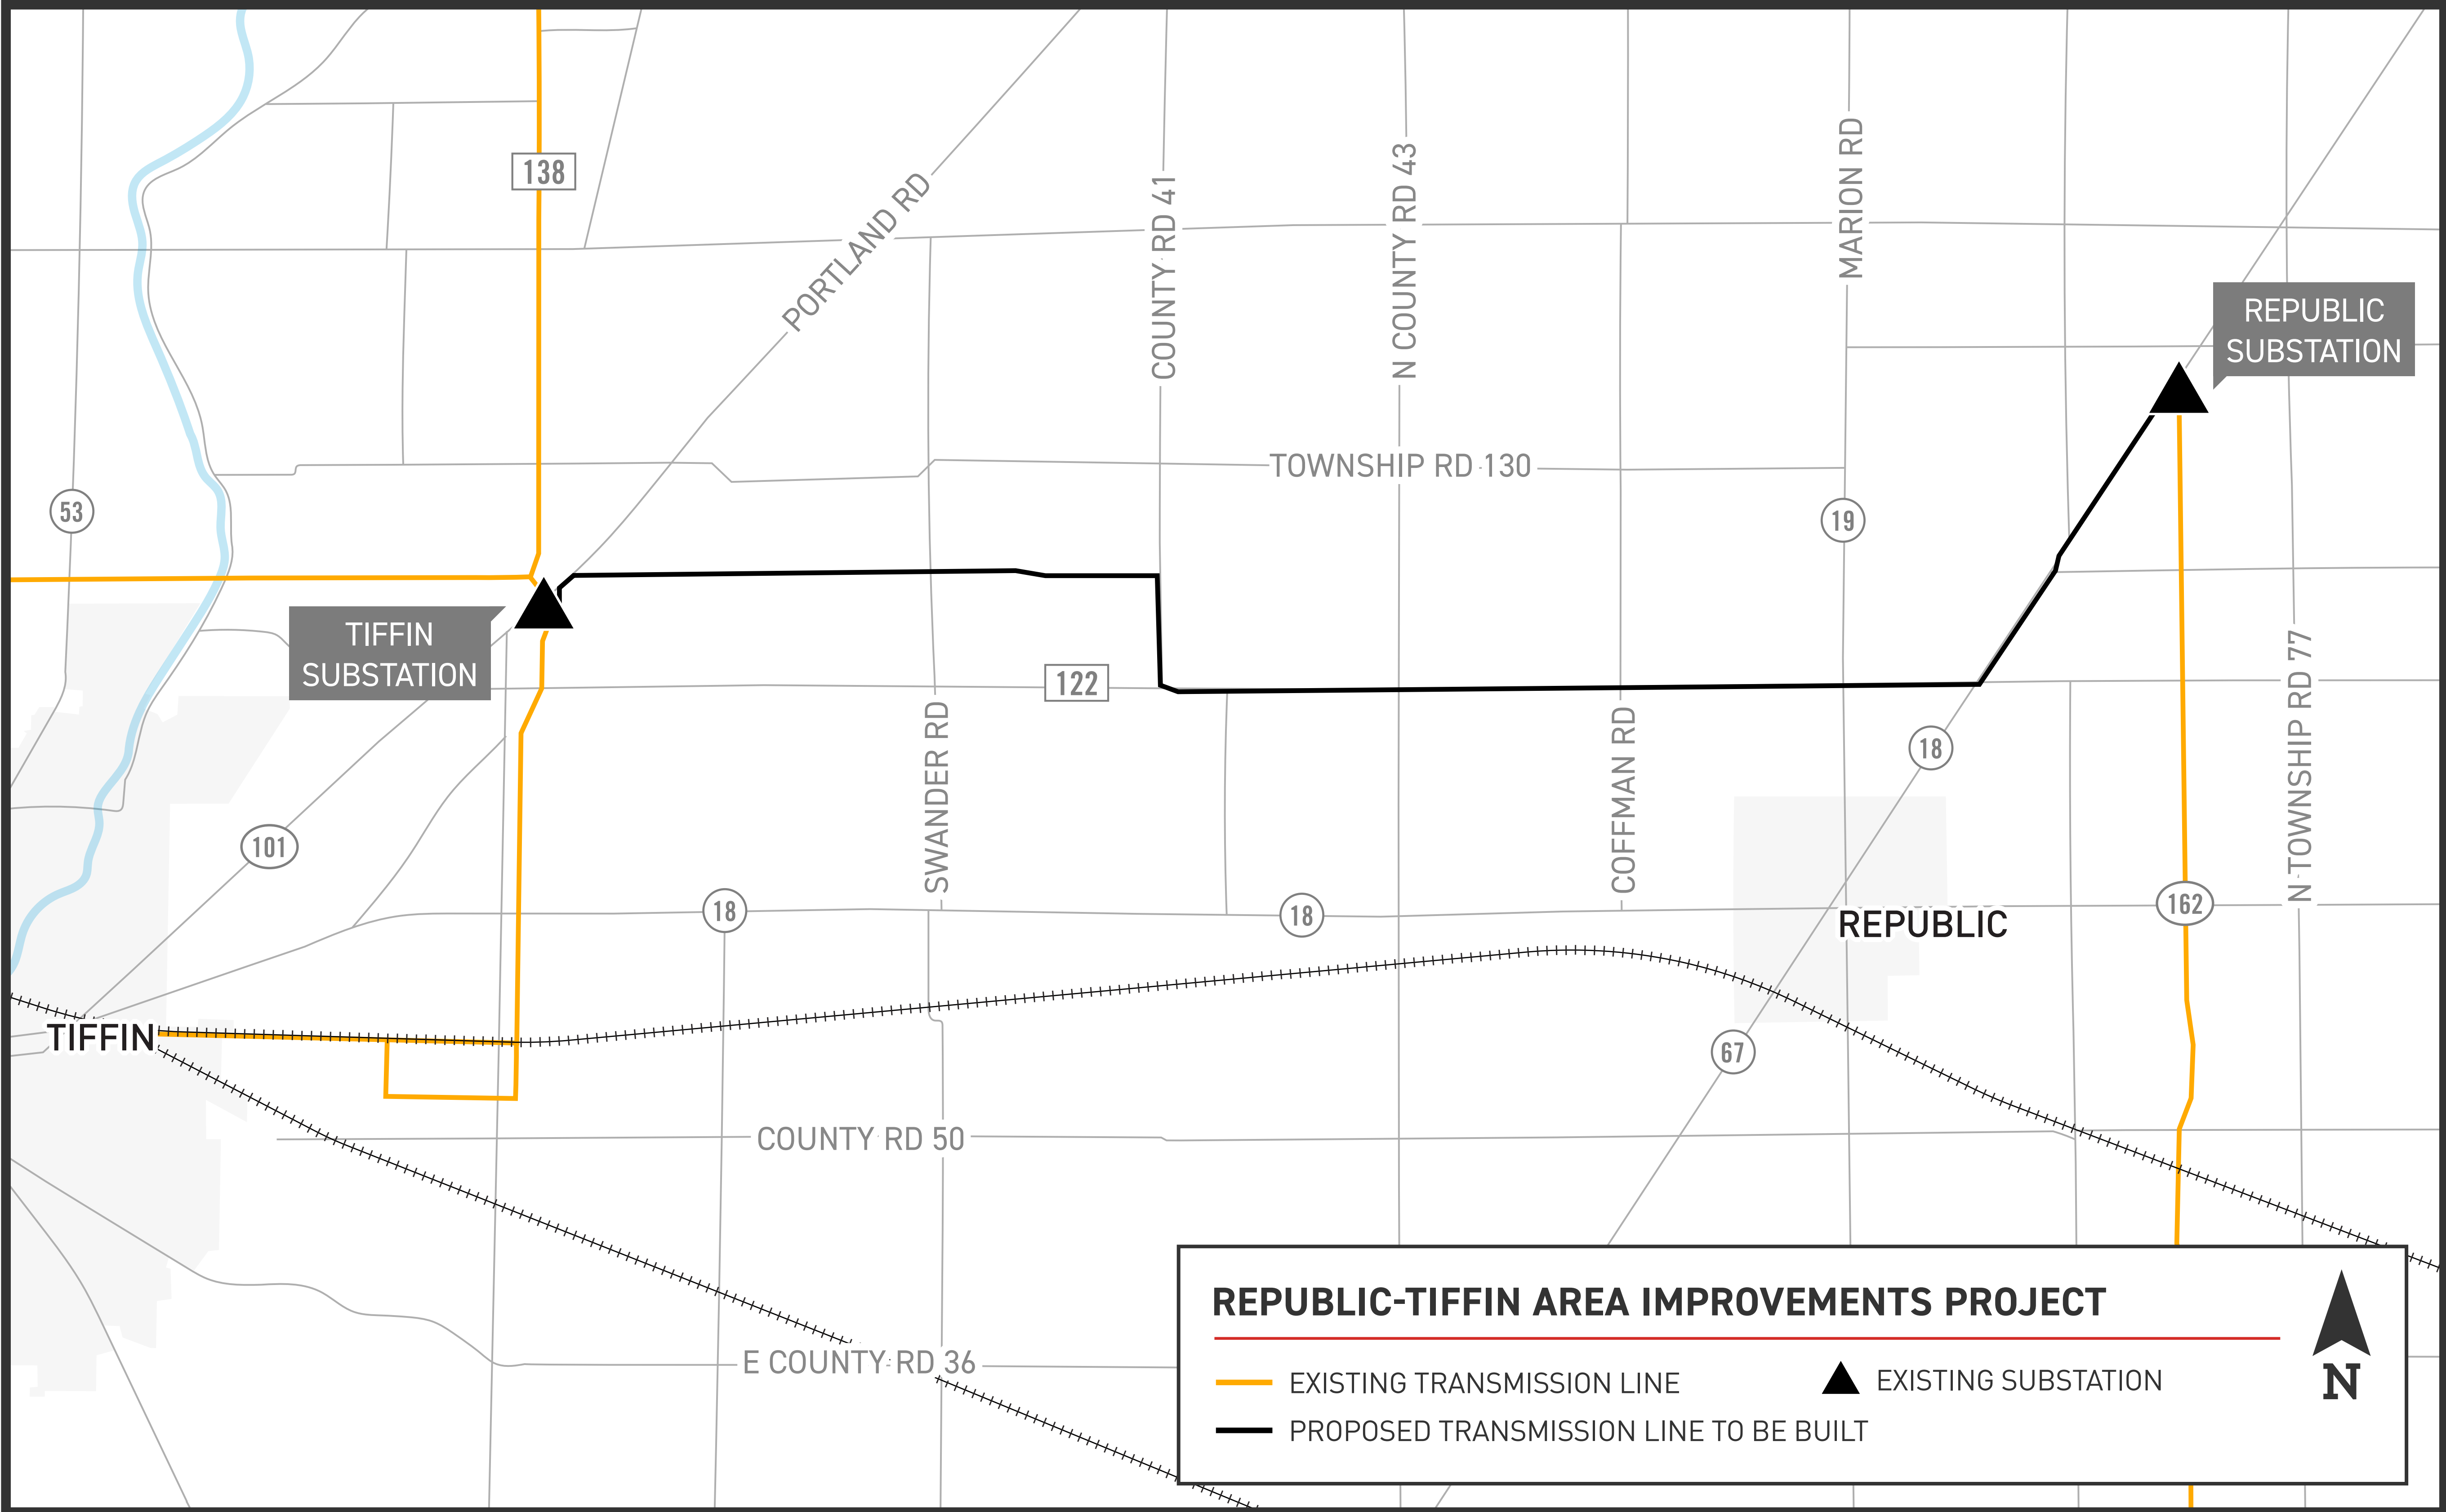 138
PORTLAND RD
COUNTY RD 41
N COUNTY RD 43
MARION RD
REPUBLIC
SUBSTATION
TOWNSHIP RD 130
53
19
TIFFIN
SUBSTATION
122
SWANDER RD
COFFMAN RD
18
N TOWNSHIP RD 77
101
18
18
REPUBLIC
162
TIFFIN
67
COUNTY RD 50
E COUNTY RD 36
REPUBLIC-TIFFIN AREA IMPROVEMENTS PROJECT
EXISTING TRANSMISSION LINE
EXISTING SUBSTATION
PROPOSED TRANSMISSION LINE TO BE BUILT
N